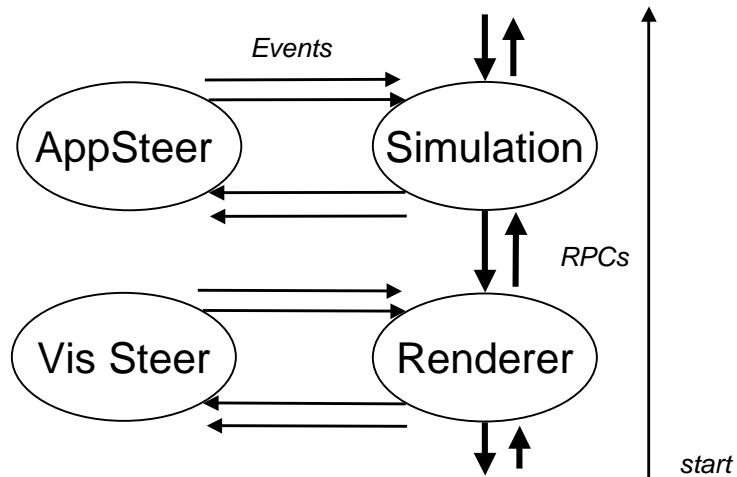 Events
AppSteer
Simulation
RPCs
Vis Steer
Renderer
start